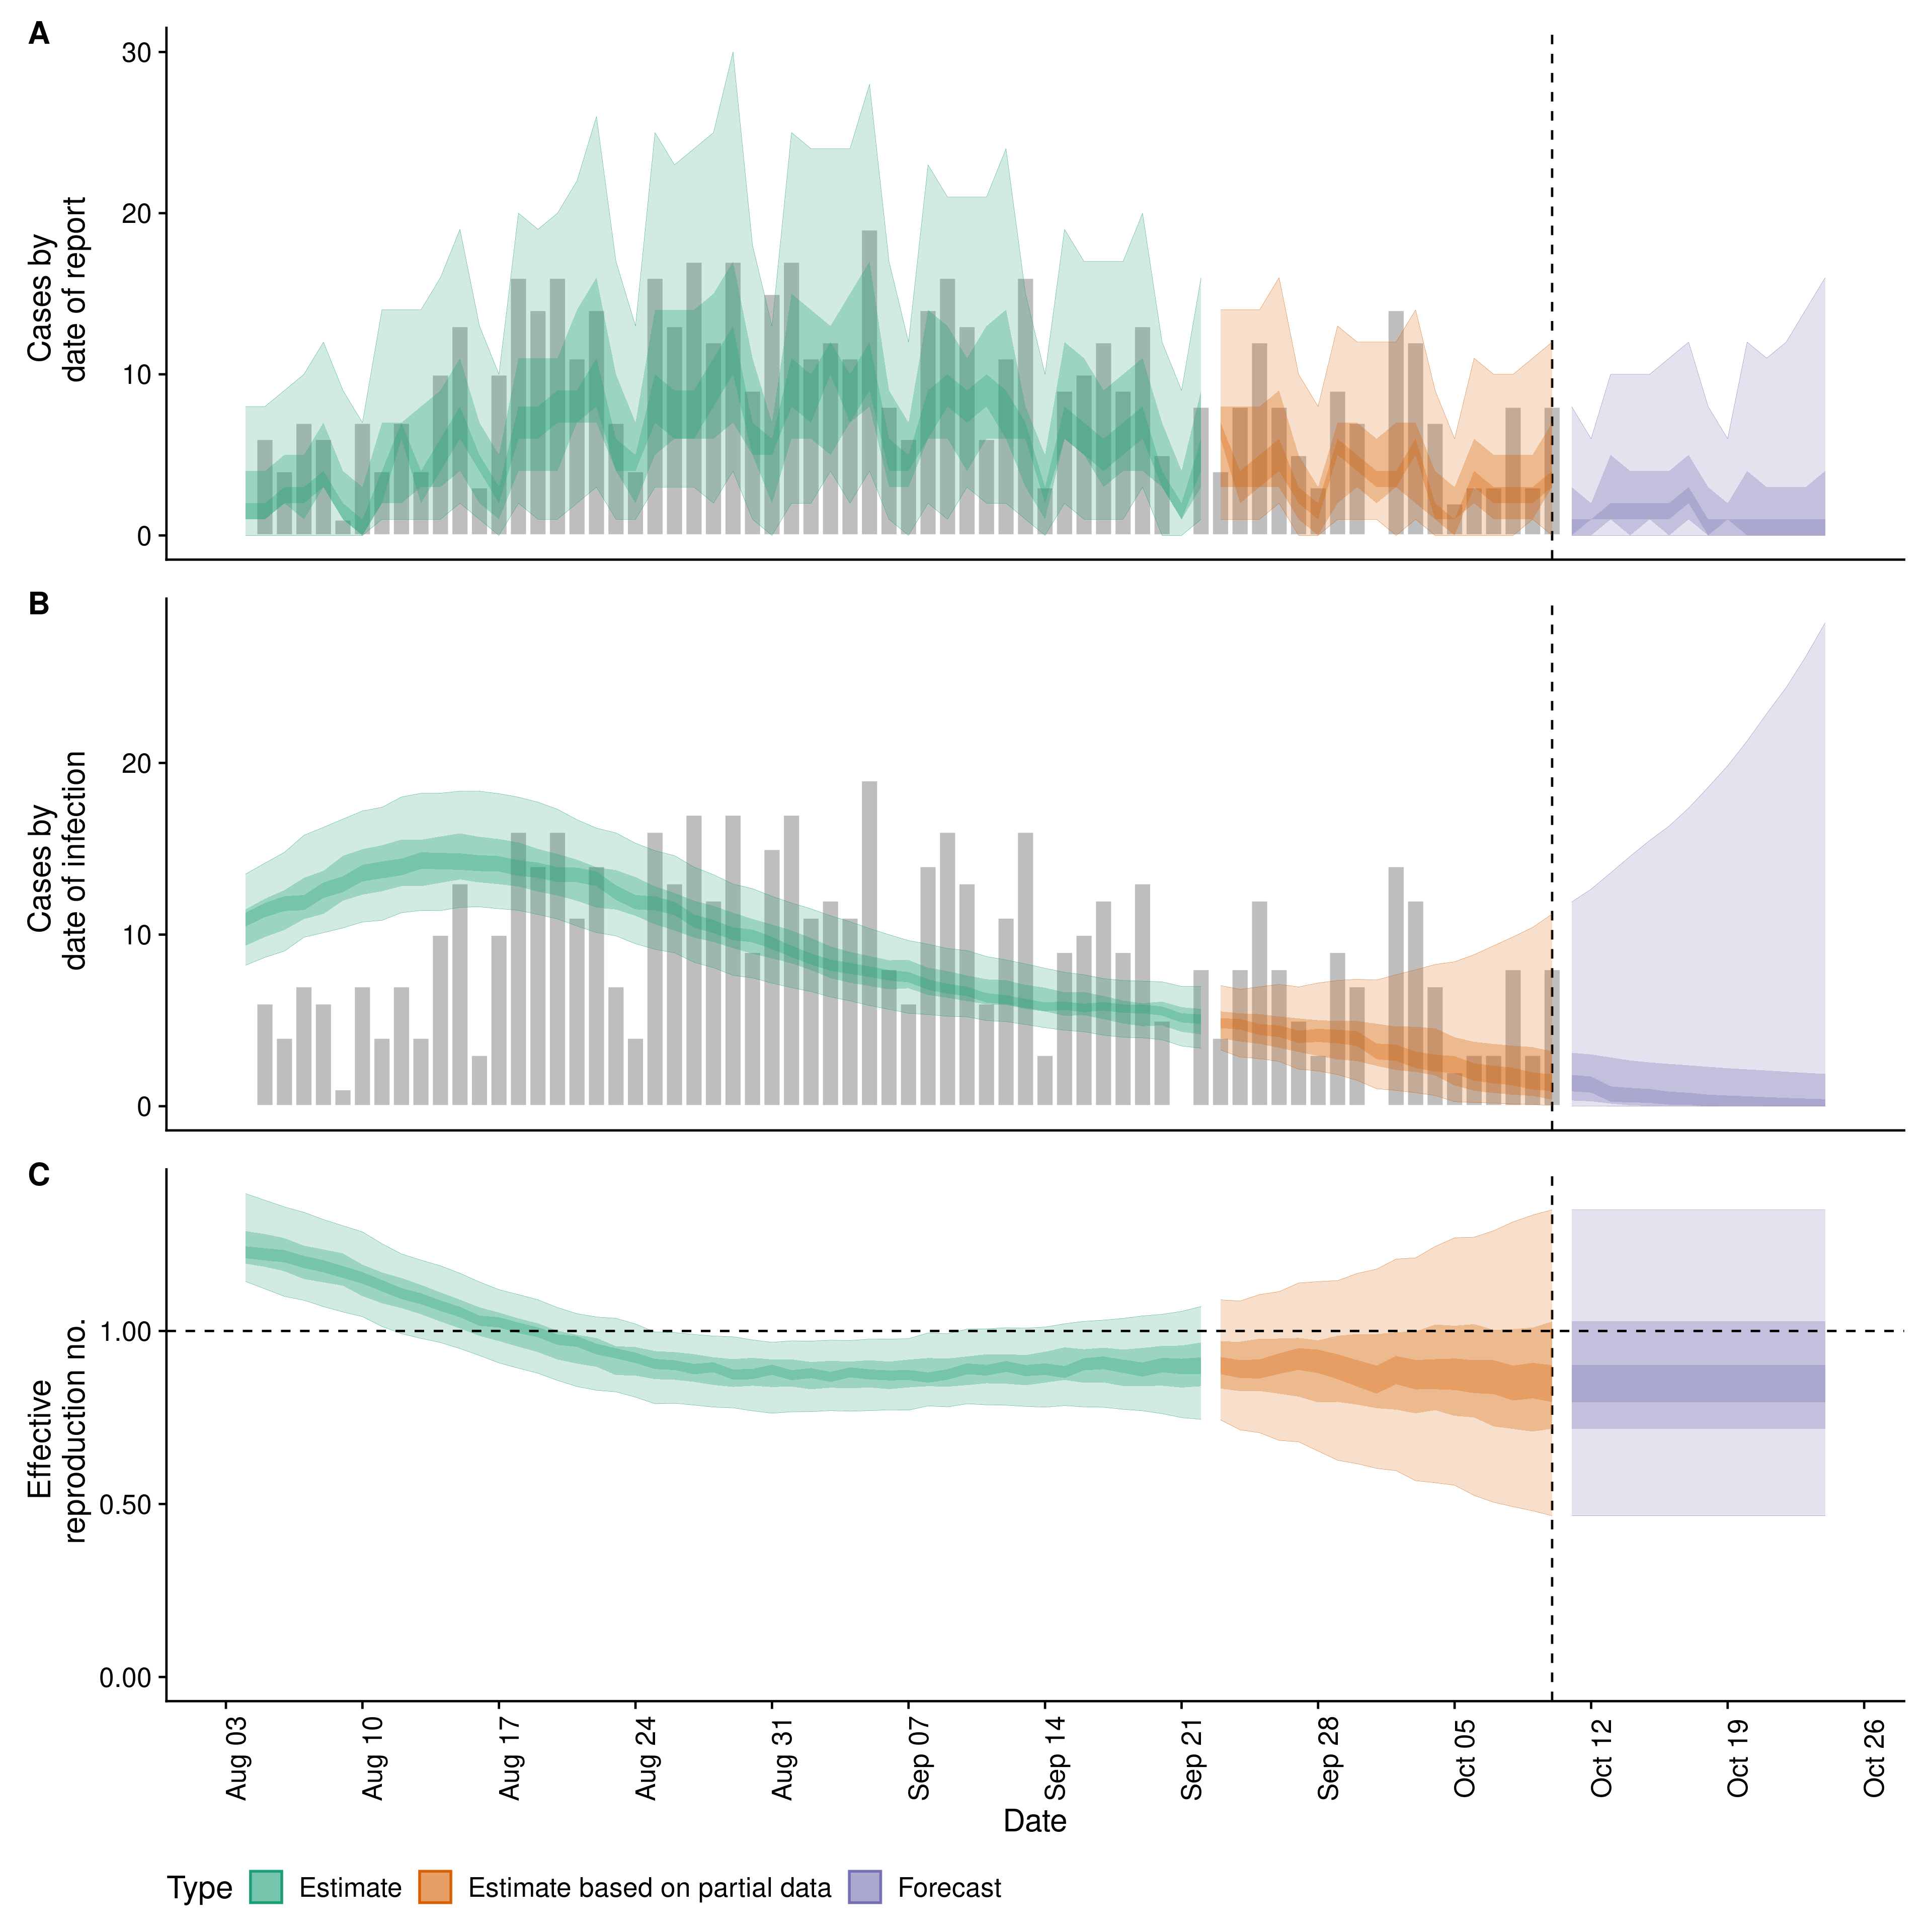 A
Cases by
date of report
30
20
10
0
B
Cases by
date of infection
20
10
0
C
Effective
reproduction no.
1.00
0.50
0.00
Aug 03
Aug 10
Aug 17
Aug 24
Aug 31
Sep 07
Sep 14
Sep 21
Sep 28
Oct 05
Oct 12
Oct 19
Oct 26
Date
Type Estimate Estimate based on partial data Forecast